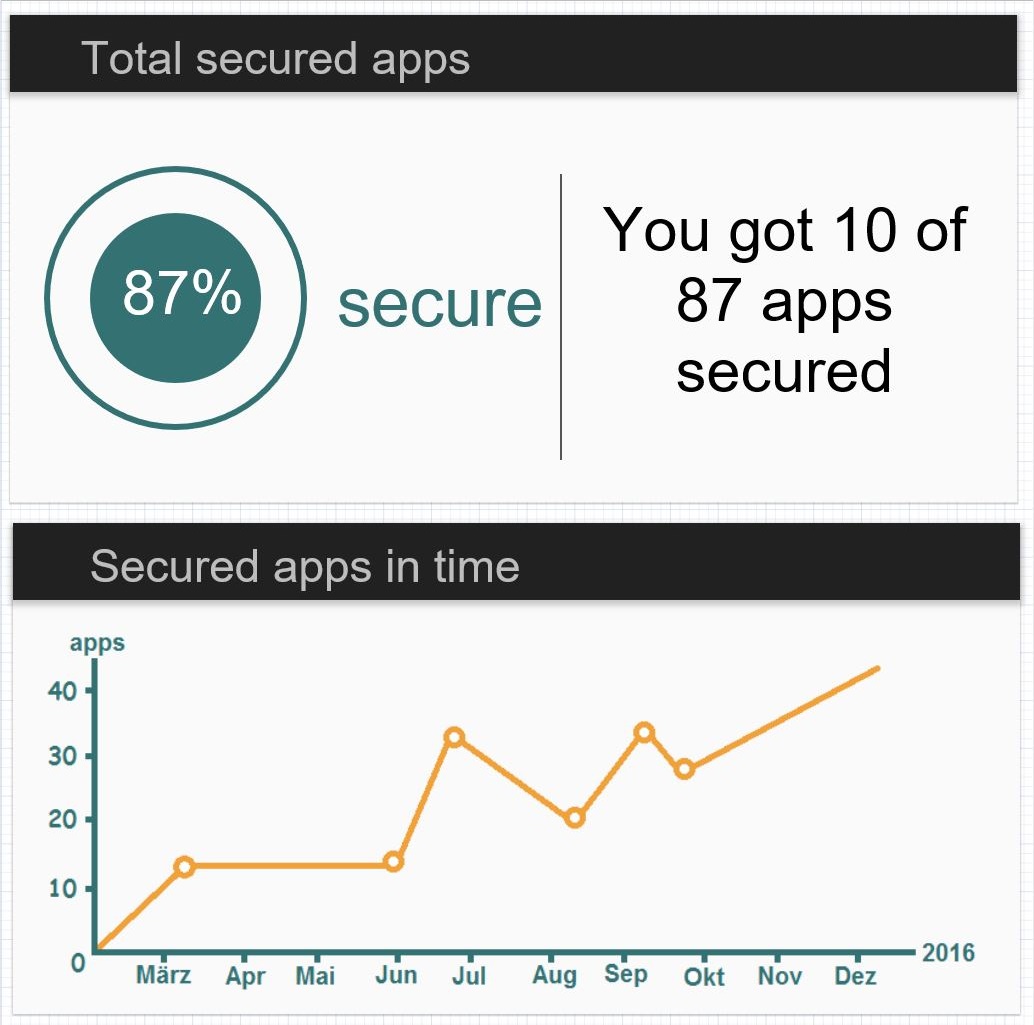 Total secured apps
87%
secure
You got 10 of
87 apps
secured
Secured apps in time
apps
40
30
20
10
0
März Apr Mai Jun Jul Aug Sep Okt Nov Dez
2016